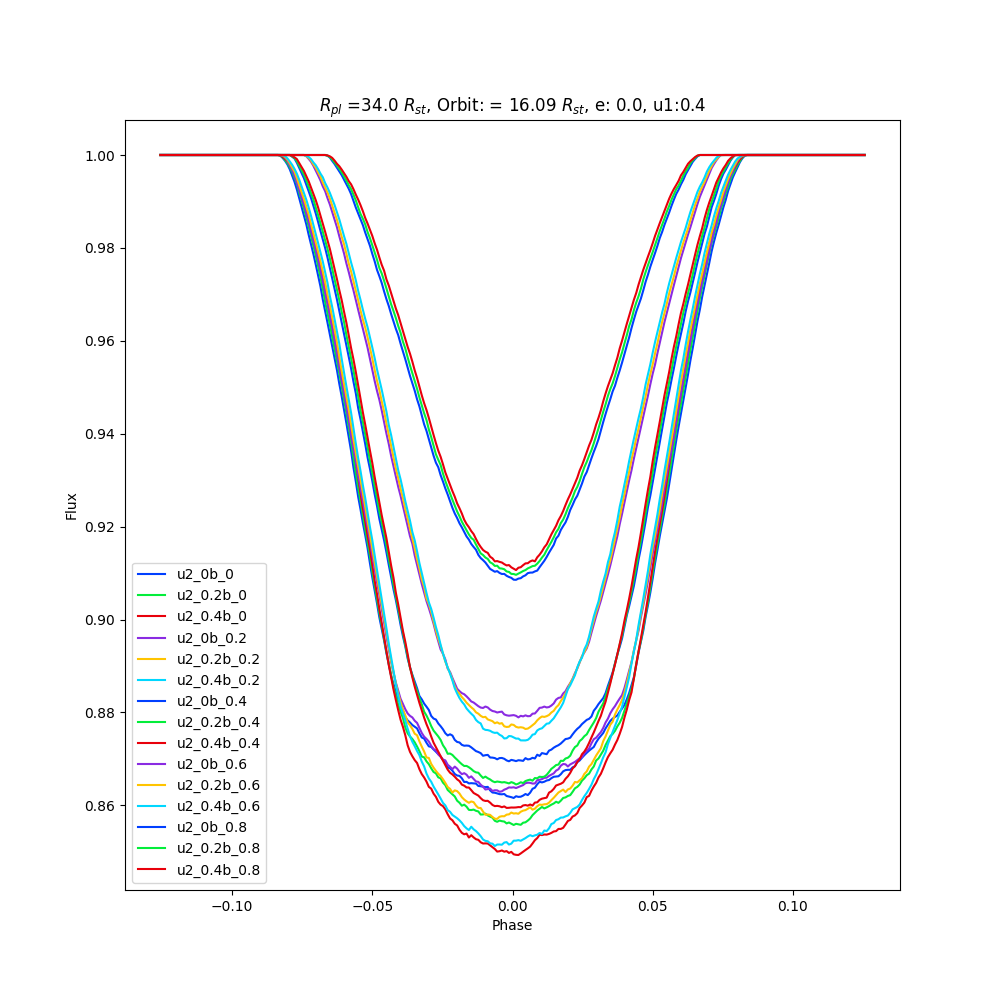 R_pl =34.0 R_st, Orbit: = 16.09 R_st, e: 0.0, u1:0.4
1.00
0.98
0.96
0.94
0.92
0.90
0.88
0.86
Flux
u2_0b_0
u2_0.2b_0
u2_0.4b_0
u2_0b_0.2
u2_0.2b_0.2
u2_0.4b_0.2
u2_0b_0.4
u2_0.2b_0.4
u2_0.4b_0.4
u2_0b_0.6
u2_0.2b_0.6
u2_0.4b_0.6
u2_0b_0.8
u2_0.2b_0.8
u2_0.4b_0.8
−0.10 −0.05 0.00 0.05 0.10
Phase